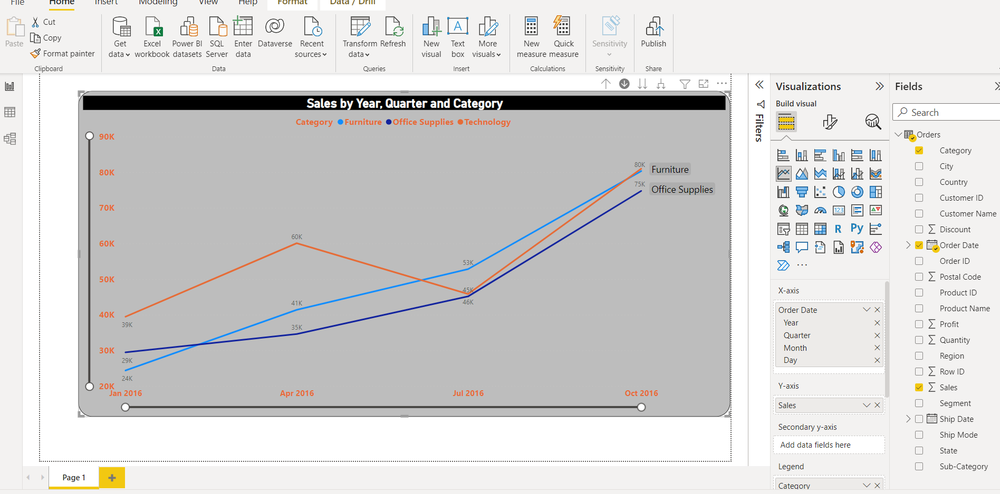 File Home Insert Modeling View Help Format Data / Drill
Paste
Cut
Copy
Format painter
Clipboard
Get data
Excel workbook
Power BI datasets
SQL Server
Enter data
Dataverse
Recent sources
Data
Transform data
Refresh
Queries
New visual
Text box
More visuals
Insert
New measure
Quick measure
Calculations
Sensitivity
Sensitivity
Publish
Share
Sales by Year, Quarter and Category
Category Furniture Office Supplies Technology
90K
80K
70K
60K
50K
40K
30K
20K
80K
Furniture
75K
Office Supplies
60K
53K
45K
46K
41K
35K
39K
29K
24K
Jan 2016 Apr 2016 Jul 2016 Oct 2016
Page 1
Filters
Visualizations
Build visual
123
R
Py
X-axis
Order Date
Year
Quarter
Month
Day
Y-axis
Sales
Secondary y-axis
Add data fields here
Legend
Category
Fields
Search
Orders
Category
City
Country
Customer ID
Customer Name
Discount
Order Date
Order ID
Postal Code
Product ID
Product Name
Profit
Quantity
Region
Row ID
Sales
Segment
Ship Date
Ship Mode
State
Sub-Category